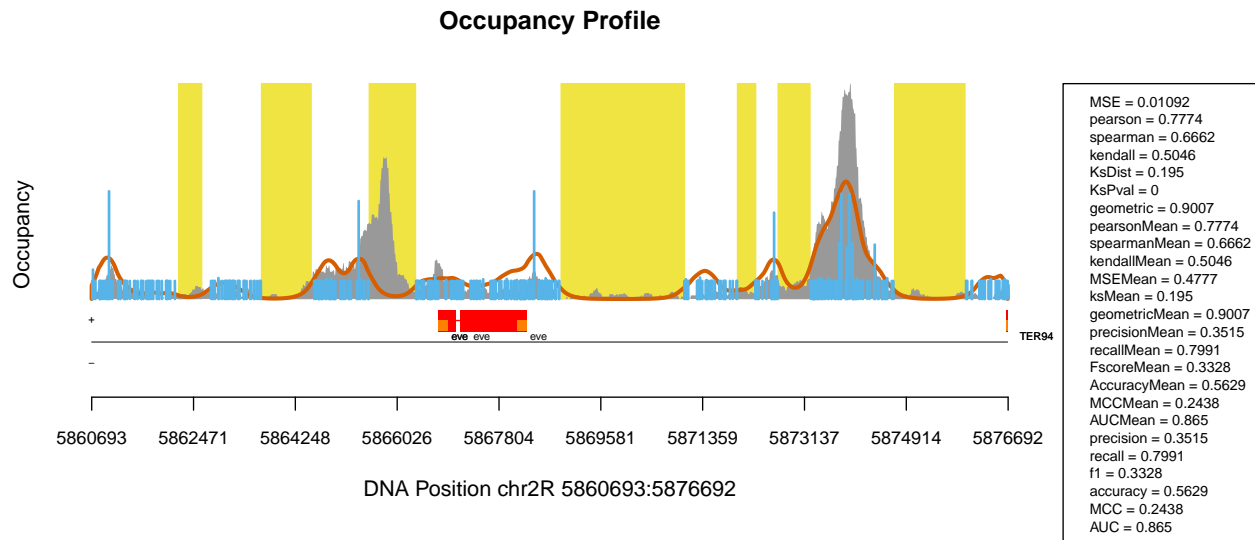 Occupancy Profile
Occupancy
+
eve eve eve
TER94
−
5860693 5862471 5864248 5866026 5867804 5869581 5871359 5873137 5874914 5876692
DNA Position chr2R 5860693:5876692
MSE = 0.01092
pearson = 0.7774
spearman = 0.6662
kendall = 0.5046
KsDist = 0.195
KsPval = 0
geometric = 0.9007
pearsonMean = 0.7774
spearmanMean = 0.6662
kendallMean = 0.5046
MSEMean = 0.4777
ksMean = 0.195
geometricMean = 0.9007
precisionMean = 0.3515
recallMean = 0.7991
FscoreMean = 0.3328
AccuracyMean = 0.5629
MCCMean = 0.2438
AUCMean = 0.865
precision = 0.3515
recall = 0.7991
f1 = 0.3328
accuracy = 0.5629
MCC = 0.2438
AUC = 0.865